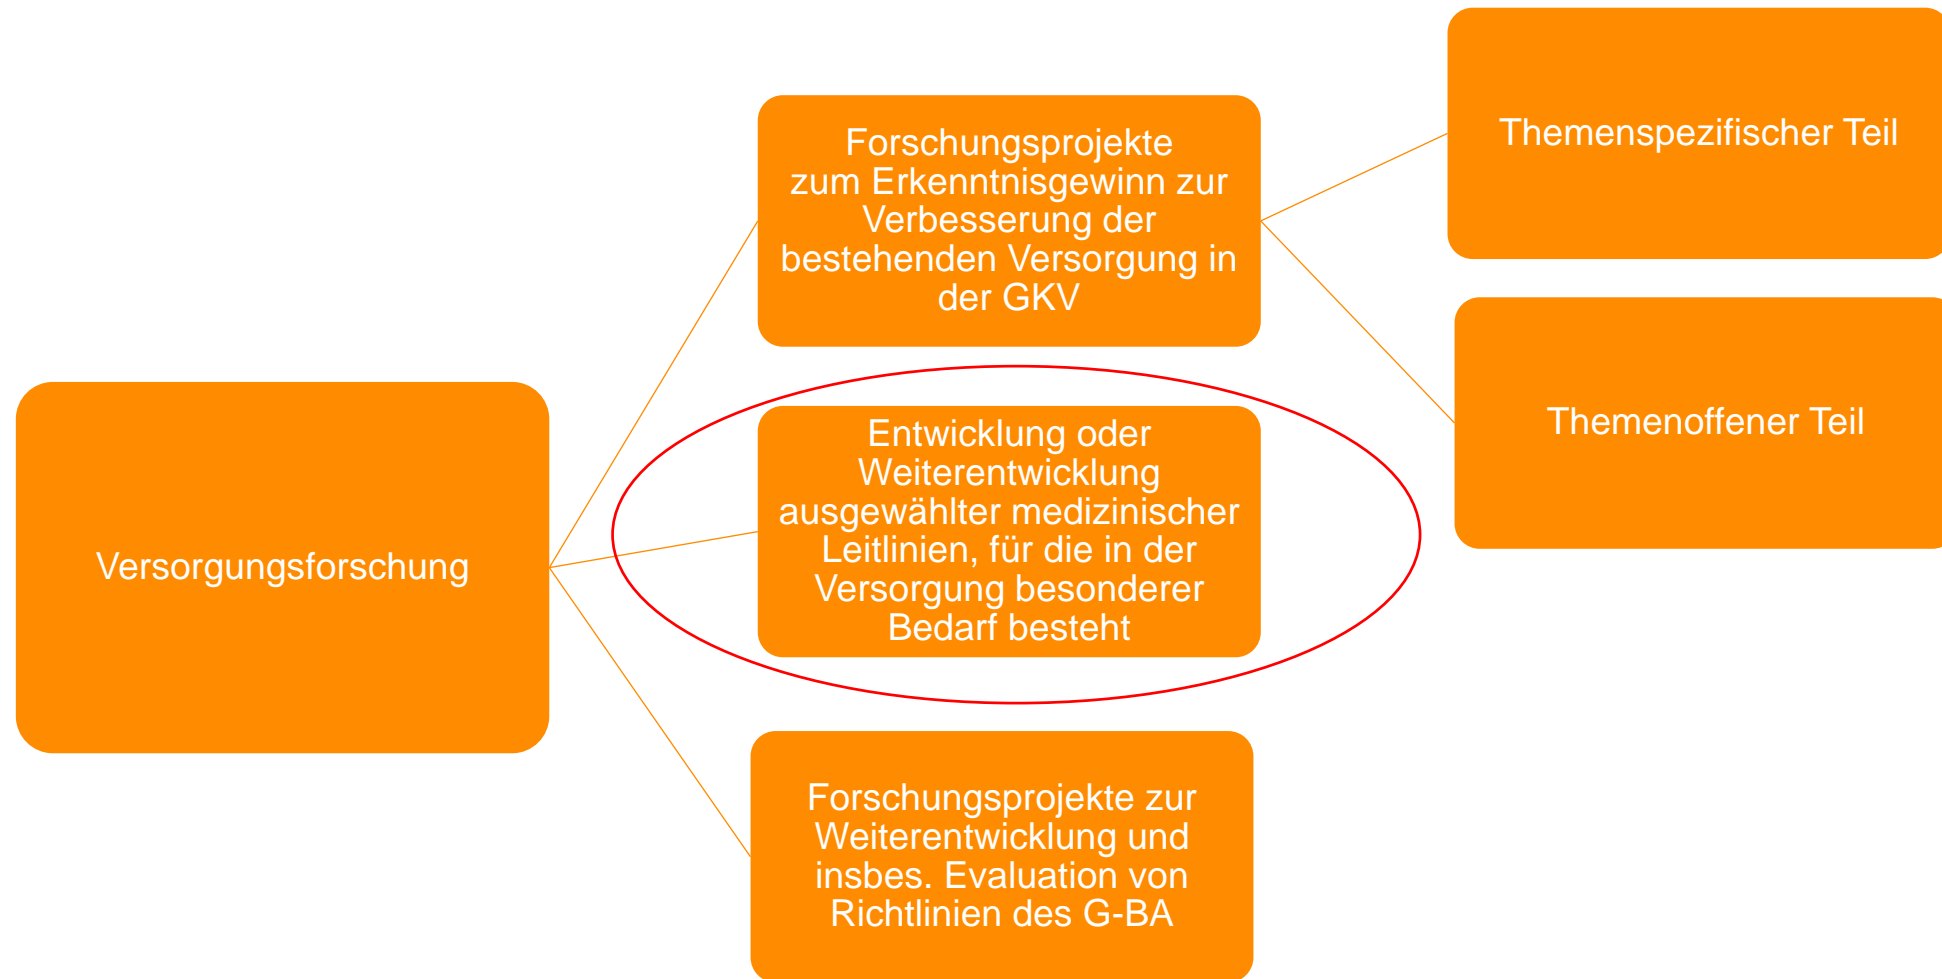 Versorgungsforschung
Forschungsprojekte
zum Erkenntnisgewinn zur
Verbesserung der
bestehenden Versorgung in
der GKV
Themenspezifischer Teil
Themenoffener Teil
Entwicklung oder
Weiterentwicklung
ausgewählter medizinischer
Leitlinien, für die in der
Versorgung besonderer
Bedarf besteht
Forschungsprojekte zur
Weiterentwicklung und
insbes. Evaluation von
Richtlinien des G-BA